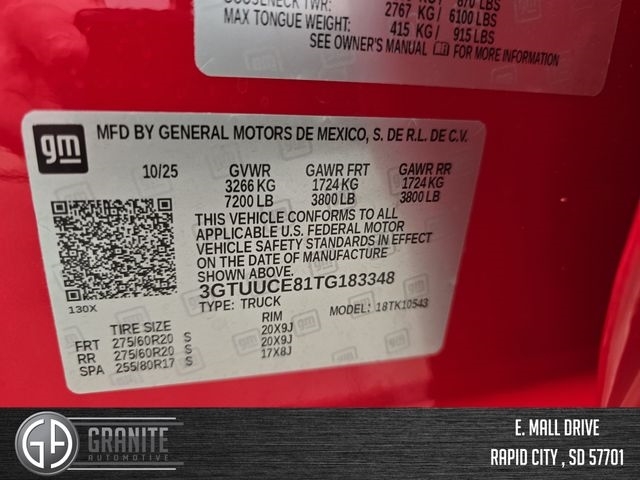 870 LBS
2767 KG / 6100 LBS
MAX TONGUE WEIGHT: 415 KG / 915 LBS
SEE OWNER'S MANUAL FOR MORE INFORMATION
gm
MFD BY GENERAL MOTORS DE MEXICO, S. DE R.L. DE C.V.
10/25 GVWR GAWR FRT GAWR RR
3266 KG 1724 KG 1724 KG
7200 LB 3800 LB 3800 LB
THIS VEHICLE CONFORMS TO ALL
APPLICABLE U.S. FEDERAL MOTOR
VEHICLE SAFETY STANDARDS IN EFFECT
ON THE DATE OF MANUFACTURE
SHOWN ABOVE.
3GTUUCE81TG183348
130X TYPE: TRUCK MODEL: 18TK10543
TIRE SIZE RIM
FRT 275/60R20 S 20X9J
RR 275/60R20 S 20X9J
SPA 255/80R17 S 17X8J
GA GRANITE
AUTOMOTIVE
E. MALL DRIVE
RAPID CITY , SD 57701